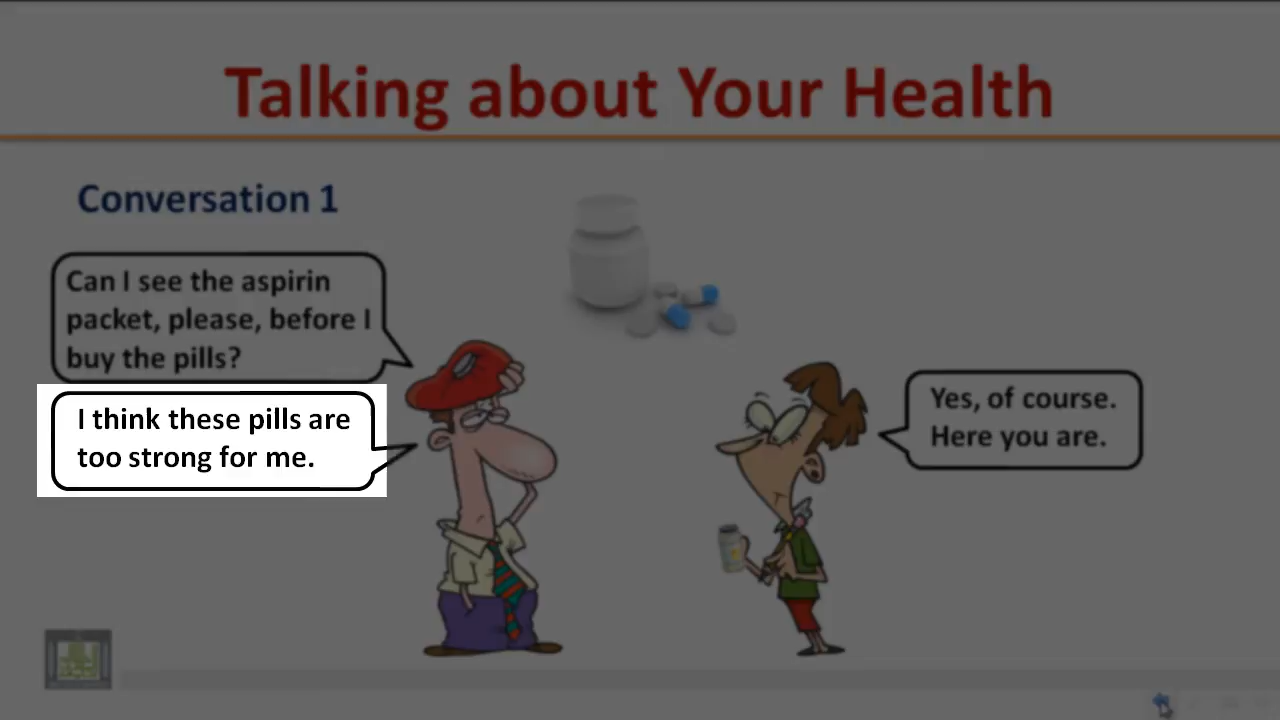 Talking about Your Health
Conversation 1
Can I see the aspirin
packet, please, before I
buy the pills?
Yes, of course.
Here you are.
I think these pills are
too strong for me.